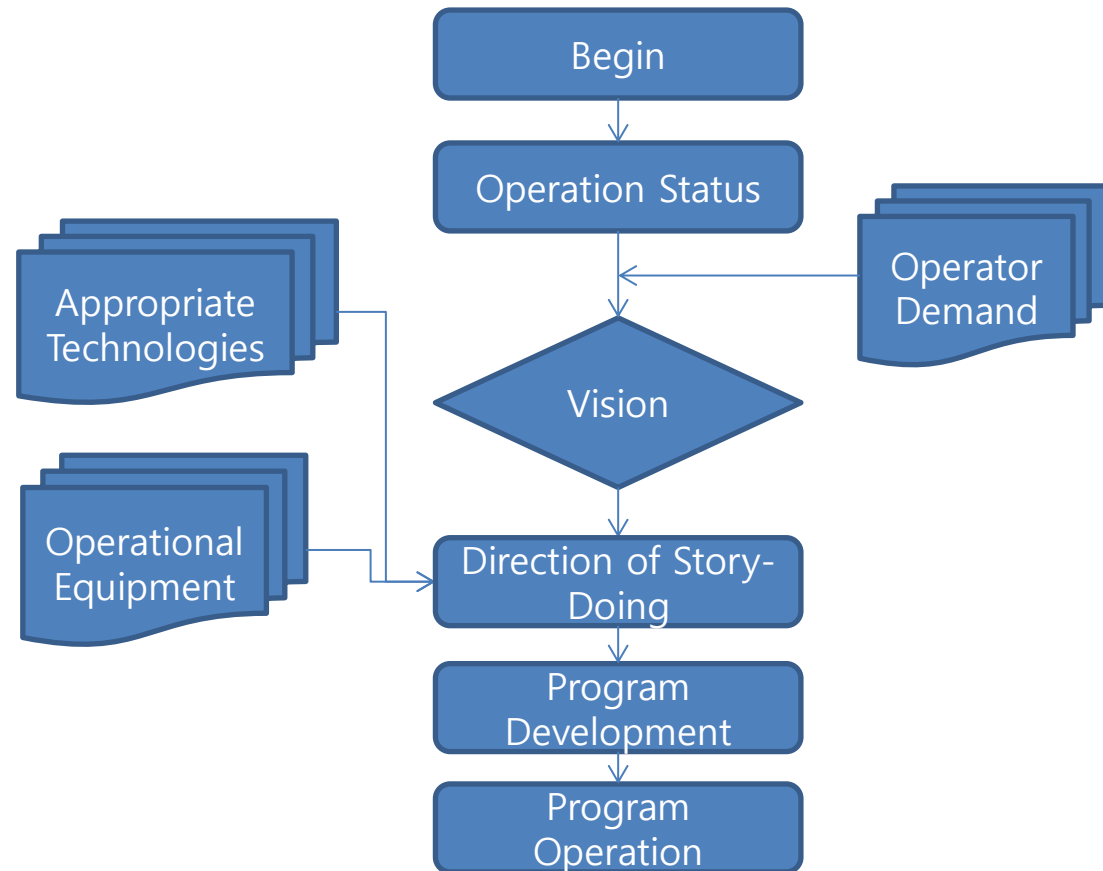 Begin
Operation Status
Operator
Demand
Appropriate
Technologies
Vision
Operational
Equipment
Direction of Story-
Doing
Program
Development
Program
Operation